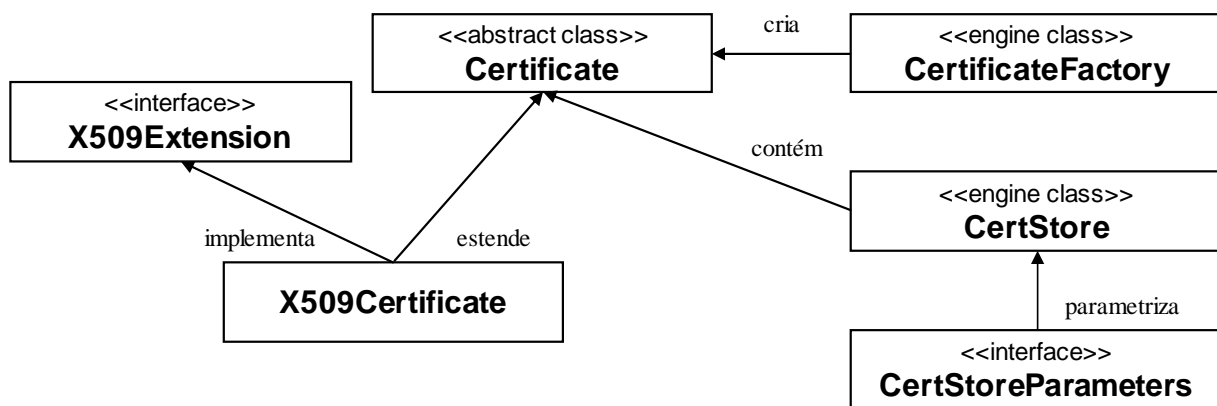 <<abstract class>>
Certificate
cria
<<engine class>>
CertificateFactory
<<interface>>
X509Extension
contém
<<engine class>>
CertStore
implementa
estende
X509Certificate
parametriza
<<interface>>
CertStoreParameters